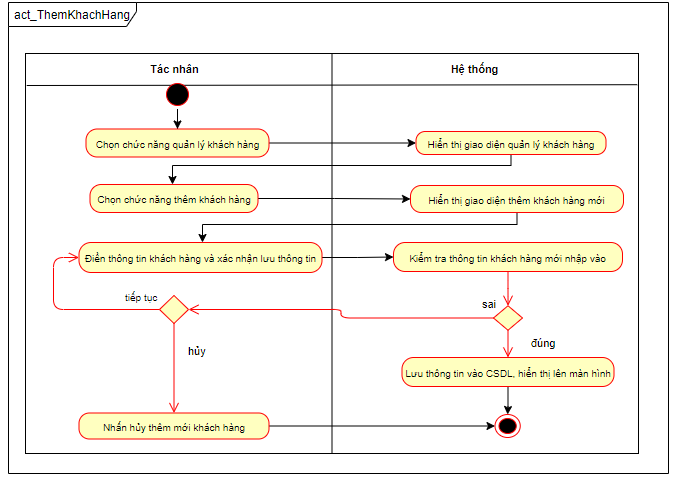 act_ThemKhachHang
Tác nhân
Hệ thống
Chọn chức năng quản lý khách hàng
Hiển thị giao diện quản lý khách hàng
Chọn chức năng thêm khách hàng
Hiển thị giao diện thêm khách hàng mới
Điền thông tin khách hàng và xác nhận lưu thông tin
Kiểm tra thông tin khách hàng mới nhập vào
tiếp tục
sai
đúng
hủy
Lưu thông tin vào CSDL, hiển thị lên màn hình
Nhấn hủy thêm mới khách hàng